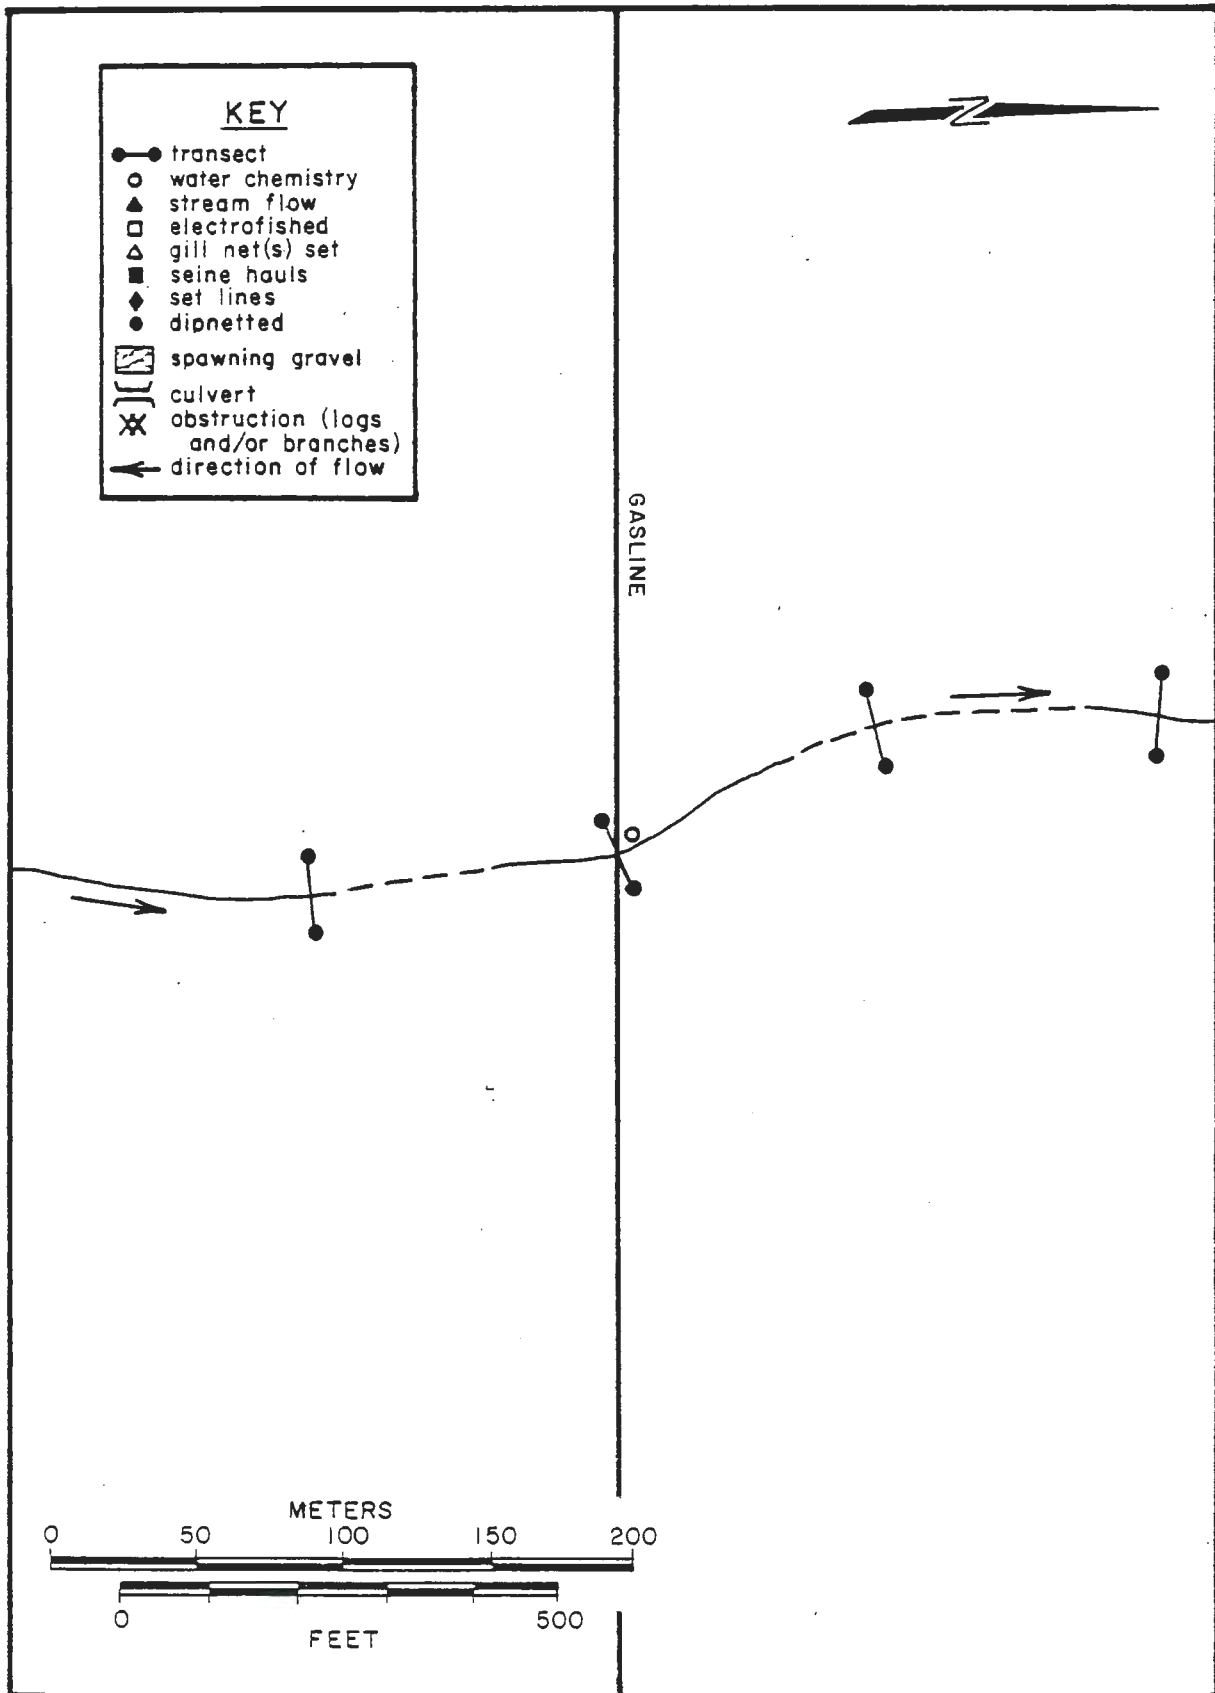 KEY
transect
water chemistry
stream flow
electrofished
gill net(s) set
seine hauls
set lines
dipnetted
spawning gravel
culvert
obstruction (logs
and/or branches)
direction of flow
N
GASLINE
METERS
0 50 100 150 200
0 500
FEET